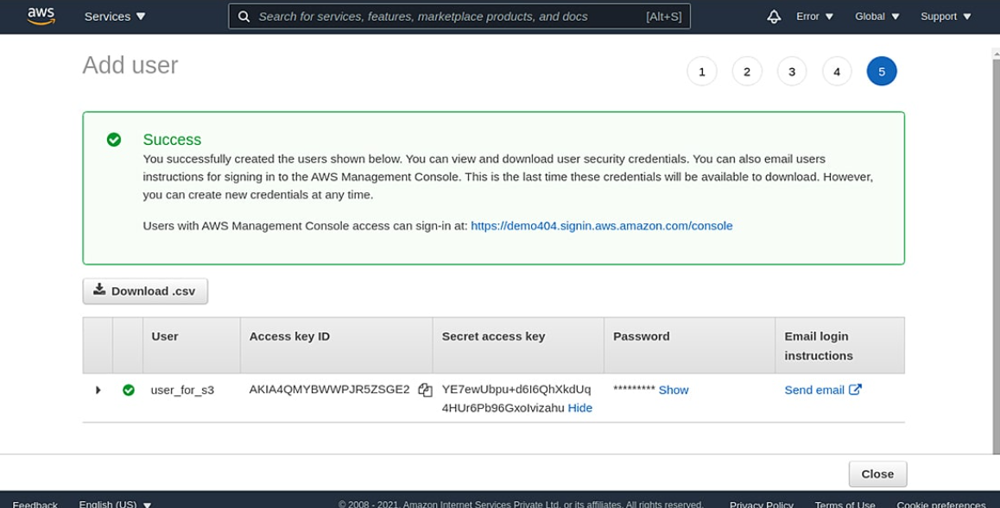 aws
Services
Search for services, features, marketplace products, and docs [Alt+S]
Error
Global
Support
Add user
1 2 3 4 5
Success
You successfully created the users shown below. You can view and download user security credentials. You can also email users
instructions for signing in to the AWS Management Console. This is the last time these credentials will be available to download. However,
you can create new credentials at any time.
Users with AWS Management Console access can sign-in at: https://demo404.signin.aws.amazon.com/console
Download .csv
User
Access key ID
Secret access key
Password
Email login
instructions
user_for_s3
AKIA4QMYBWWPJR5ZSGE2
YE7ewUbpu+d6I6QhXkdUq
4HUr6Pb96GxoIvizahu Hide
********* Show
Send email
Close
Feedback
English (US)
© 2008 - 2021, Amazon Internet Services Private Ltd. or its affiliates. All rights reserved.
Privacy Policy
Terms of Use
Cookie preferences